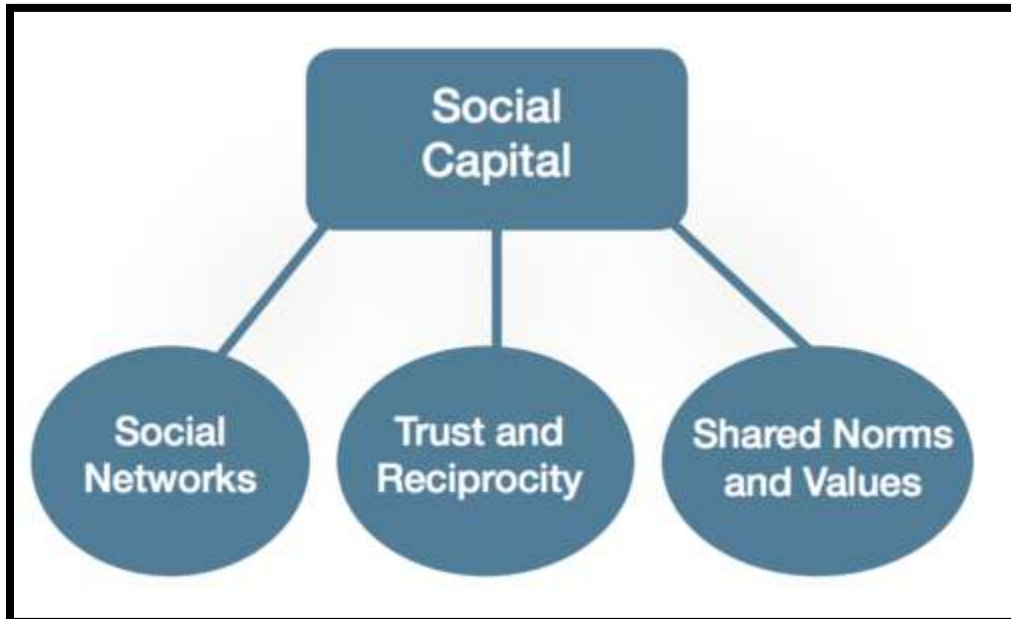 Social
Capital
Social
Networks
Trust and
Reciprocity
Shared Norms
and Values